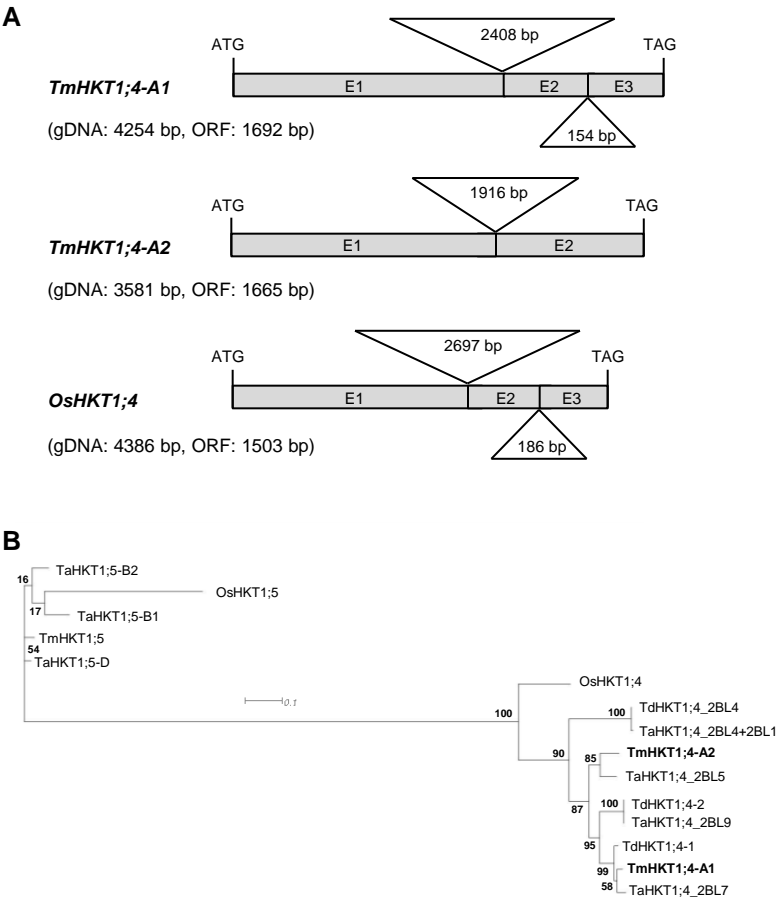 A
2408 bp
ATG
TAG
TmHKT1;4-A1
E1
E2
E3
(gDNA: 4254 bp, ORF: 1692 bp)
154 bp
1916 bp
ATG
TAG
TmHKT1;4-A2
E1
E2
(gDNA: 3581 bp, ORF: 1665 bp)
2697 bp
ATG
TAG
OsHKT1;4
E1
E2
E3
(gDNA: 4386 bp, ORF: 1503 bp)
186 bp
B
TaHKT1;5-B2
16
OsHKT1;5
17
TaHKT1;5-B1
TmHKT1;5
54
TaHKT1;5-D
0.1
OsHKT1;4
100
TdHKT1;4_2BL4
100
TaHKT1;4_2BL4+2BL1
90
TmHKT1;4-A2
85
TaHKT1;4_2BL5
87
TdHKT1;4-2
100
TaHKT1;4_2BL9
95
TdHKT1;4-1
99
TmHKT1;4-A1
58
TaHKT1;4_2BL7